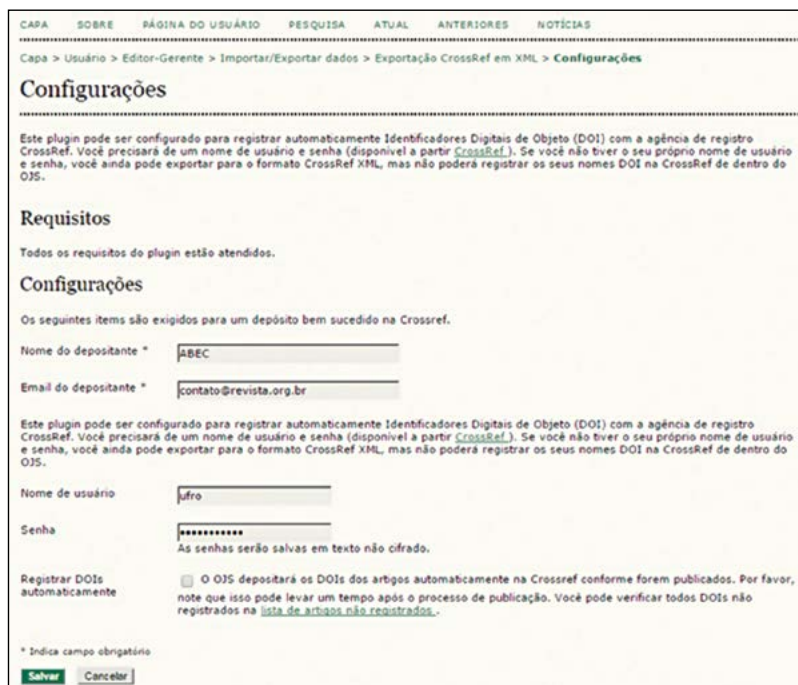 CAPA SOBRE PÁGINA DO USUÁRIO PESQUISA ATUAL ANTERIORES NOTÍCIAS
Capa > Usuário > Editor-Gerente > Importar/Exportar dados > Exportação CrossRef em XML > Configurações
Configurações
Este plugin pode ser configurado para registrar automaticamente Identificadores Digitais de Objeto (DOI) com a agência de registro
CrossRef. Você precisará de um nome de usuário e senha (disponível a partir CrossRef ). Se você não tiver o seu próprio nome de usuário
e senha, você ainda pode exportar para o formato CrossRef XML, mas não poderá registrar os seus nomes DOI na CrossRef de dentro do
OJS.
Requisitos
Todos os requisitos do plugin estão atendidos.
Configurações
Os seguintes items são exigidos para um depósito bem sucedido na Crossref.
Nome do depositante * ABEC
Email do depositante * contato@revista.org.br
Este plugin pode ser configurado para registrar automaticamente Identificadores Digitais de Objeto (DOI) com a agência de registro
CrossRef. Você precisará de um nome de usuário e senha (disponível a partir CrossRef ). Se você não tiver o seu próprio nome de usuário
e senha, você ainda pode exportar para o formato CrossRef XML, mas não poderá registrar os seus nomes DOI na CrossRef de dentro do
OJS.
Nome de usuário ufro
Senha •••••••••••
As senhas serão salvas em texto não cifrado.
Registrar DOIs
automaticamente
O OJS depositará os DOIs dos artigos automaticamente na Crossref conforme forem publicados. Por favor,
note que isso pode levar um tempo após o processo de publicação. Você pode verificar todos DOIs não
registrados na lista de artigos não registrados .
* Indica campo obrigatório
Salvar Cancelar